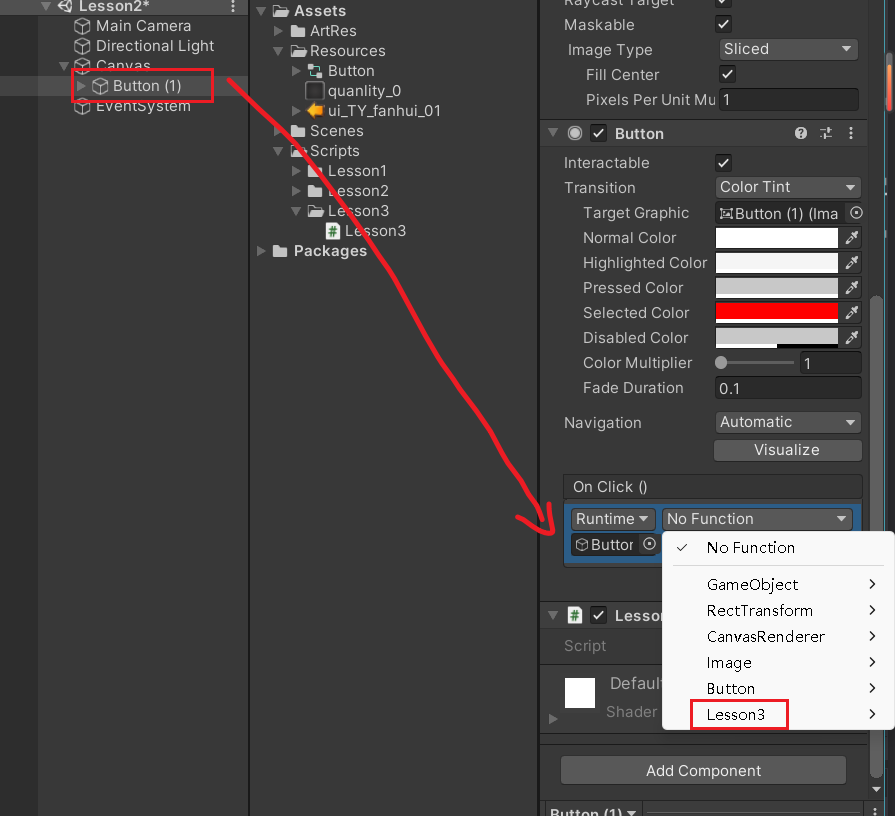 Lesson2*
Main Camera
Directional Light
Canvas
Button (1)
EventSystem
Assets
ArtRes
Resources
Button
quanlity_0
ui_TY_fanhui_01
Scenes
Scripts
Lesson1
Lesson2
Lesson3
Lesson3
Packages
Raycast Target
Maskable
Image Type
Sliced
Fill Center
Pixels Per Unit Mu
1
Button
Interactable
Transition
Color Tint
Target Graphic
Button (1) (Ima
Normal Color
Highlighted Color
Pressed Color
Selected Color
Disabled Color
Color Multiplier
1
Fade Duration
0.1
Navigation
Automatic
Visualize
On Click ()
Runtime
No Function
Button
No Function
GameObject
RectTransform
CanvasRenderer
Image
Button
Lesson3
Lesson
Script
Default
Shader
Add Component
Button (1)